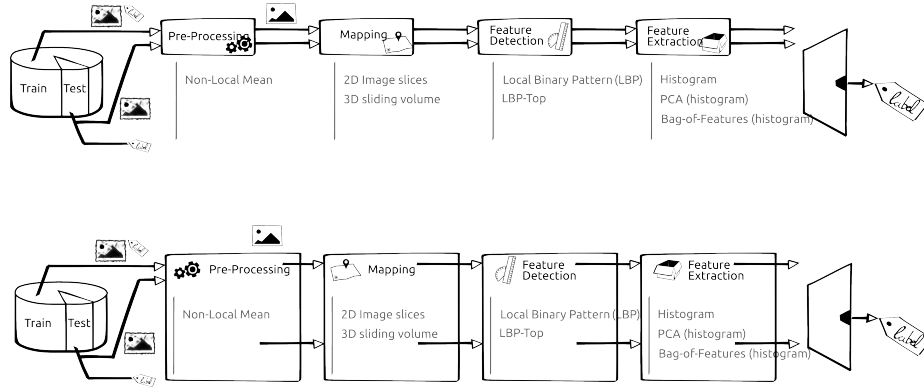 Pre-Processing
Mapping
Feature
Detection
Feature
Extraction
Train
Test
Non-Local Mean
2D Image slices
3D sliding volume
Local Binary Pattern (LBP)
LBP-Top
Histogram
PCA (histogram)
Bag-of-Features (histogram)
label
Pre-Processing
Mapping
Feature
Detection
Feature
Extraction
Train
Test
Non-Local Mean
2D Image slices
3D sliding volume
Local Binary Pattern (LBP)
LBP-Top
Histogram
PCA (histogram)
Bag-of-Features (histogram)
label